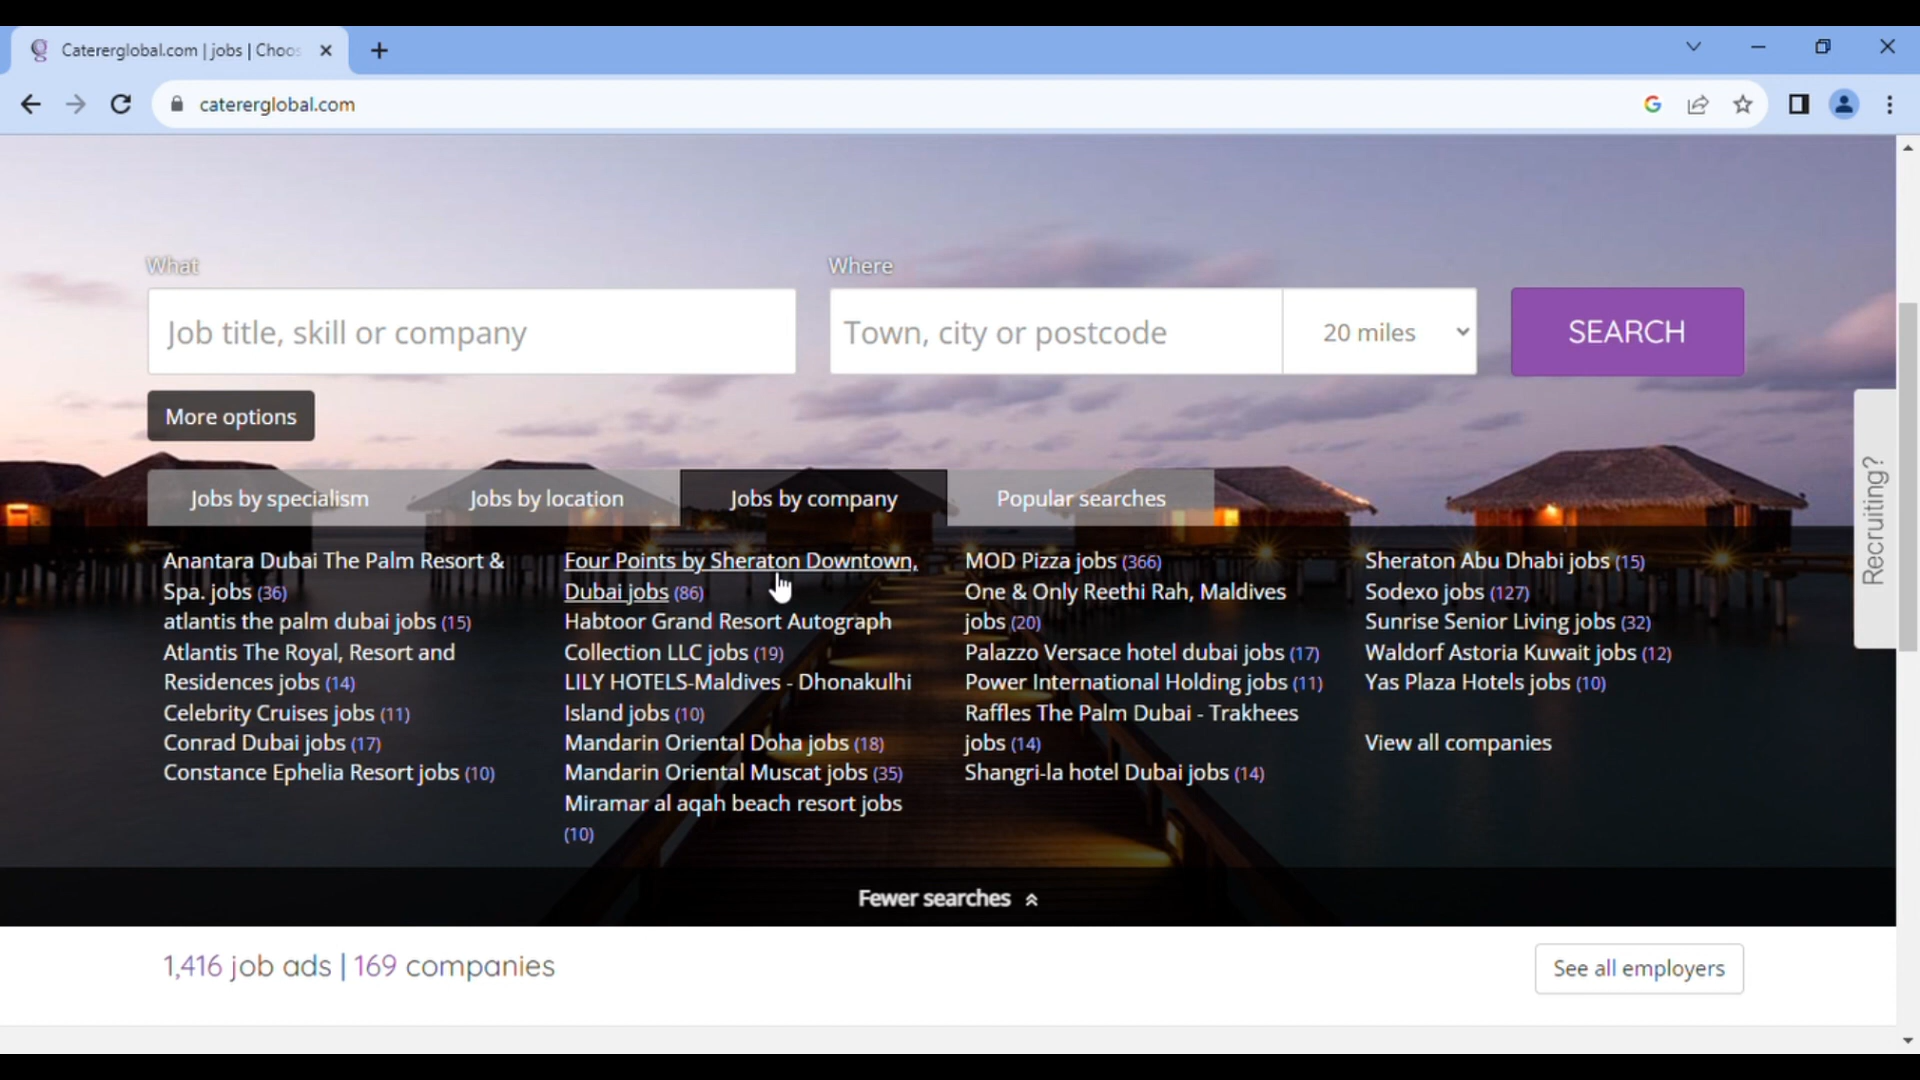 Catererglobal.com | jobs | Choos
catererglobal.com
What
Where
Job title, skill or company
Town, city or postcode
20 miles
SEARCH
More options
Recruiting?
Jobs by specialism
Jobs by location
Jobs by company
Popular searches
Anantara Dubai The Palm Resort &
Spa. jobs (36)
atlantis the palm dubai jobs (15)
Atlantis The Royal, Resort and
Residences jobs (14)
Celebrity Cruises jobs (11)
Conrad Dubai jobs (17)
Constance Ephelia Resort jobs (10)
Four Points by Sheraton Downtown,
Dubai jobs (86)
Habtoor Grand Resort Autograph
Collection LLC jobs (19)
LILY HOTELS-Maldives - Dhonakulhi
Island jobs (10)
Mandarin Oriental Doha jobs (18)
Mandarin Oriental Muscat jobs (35)
Miramar al aqah beach resort jobs
(10)
MOD Pizza jobs (366)
One & Only Reethi Rah, Maldives
jobs (20)
Palazzo Versace hotel dubai jobs (17)
Power International Holding jobs (11)
Raffles The Palm Dubai - Trakhees
jobs (14)
Shangri-la hotel Dubai jobs (14)
Sheraton Abu Dhabi jobs (15)
Sodexo jobs (127)
Sunrise Senior Living jobs (32)
Waldorf Astoria Kuwait jobs (12)
Yas Plaza Hotels jobs (10)
View all companies
Fewer searches
1,416 job ads | 169 companies
See all employers